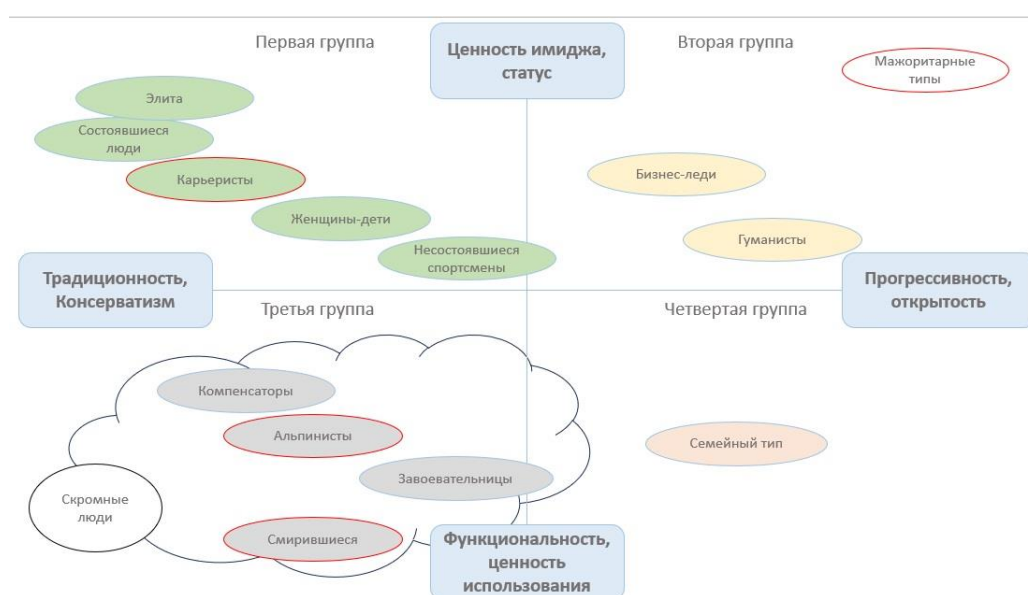 Первая группа
Ценность имиджа,
статус
Вторая группа
Мажоритарные
типы
Элита
Состоявшиеся
люди
Карьеристы
Бизнес-леди
Женщины-дети
Гуманисты
Несостоявшиеся
спортсмены
Традиционность,
Консерватизм
Прогрессивность,
открытость
Третья группа
Четвертая группа
Компенсаторы
Альпинисты
Семейный тип
Завоевательницы
Скромные
люди
Смирившиеся
Функциональность,
ценность
использования